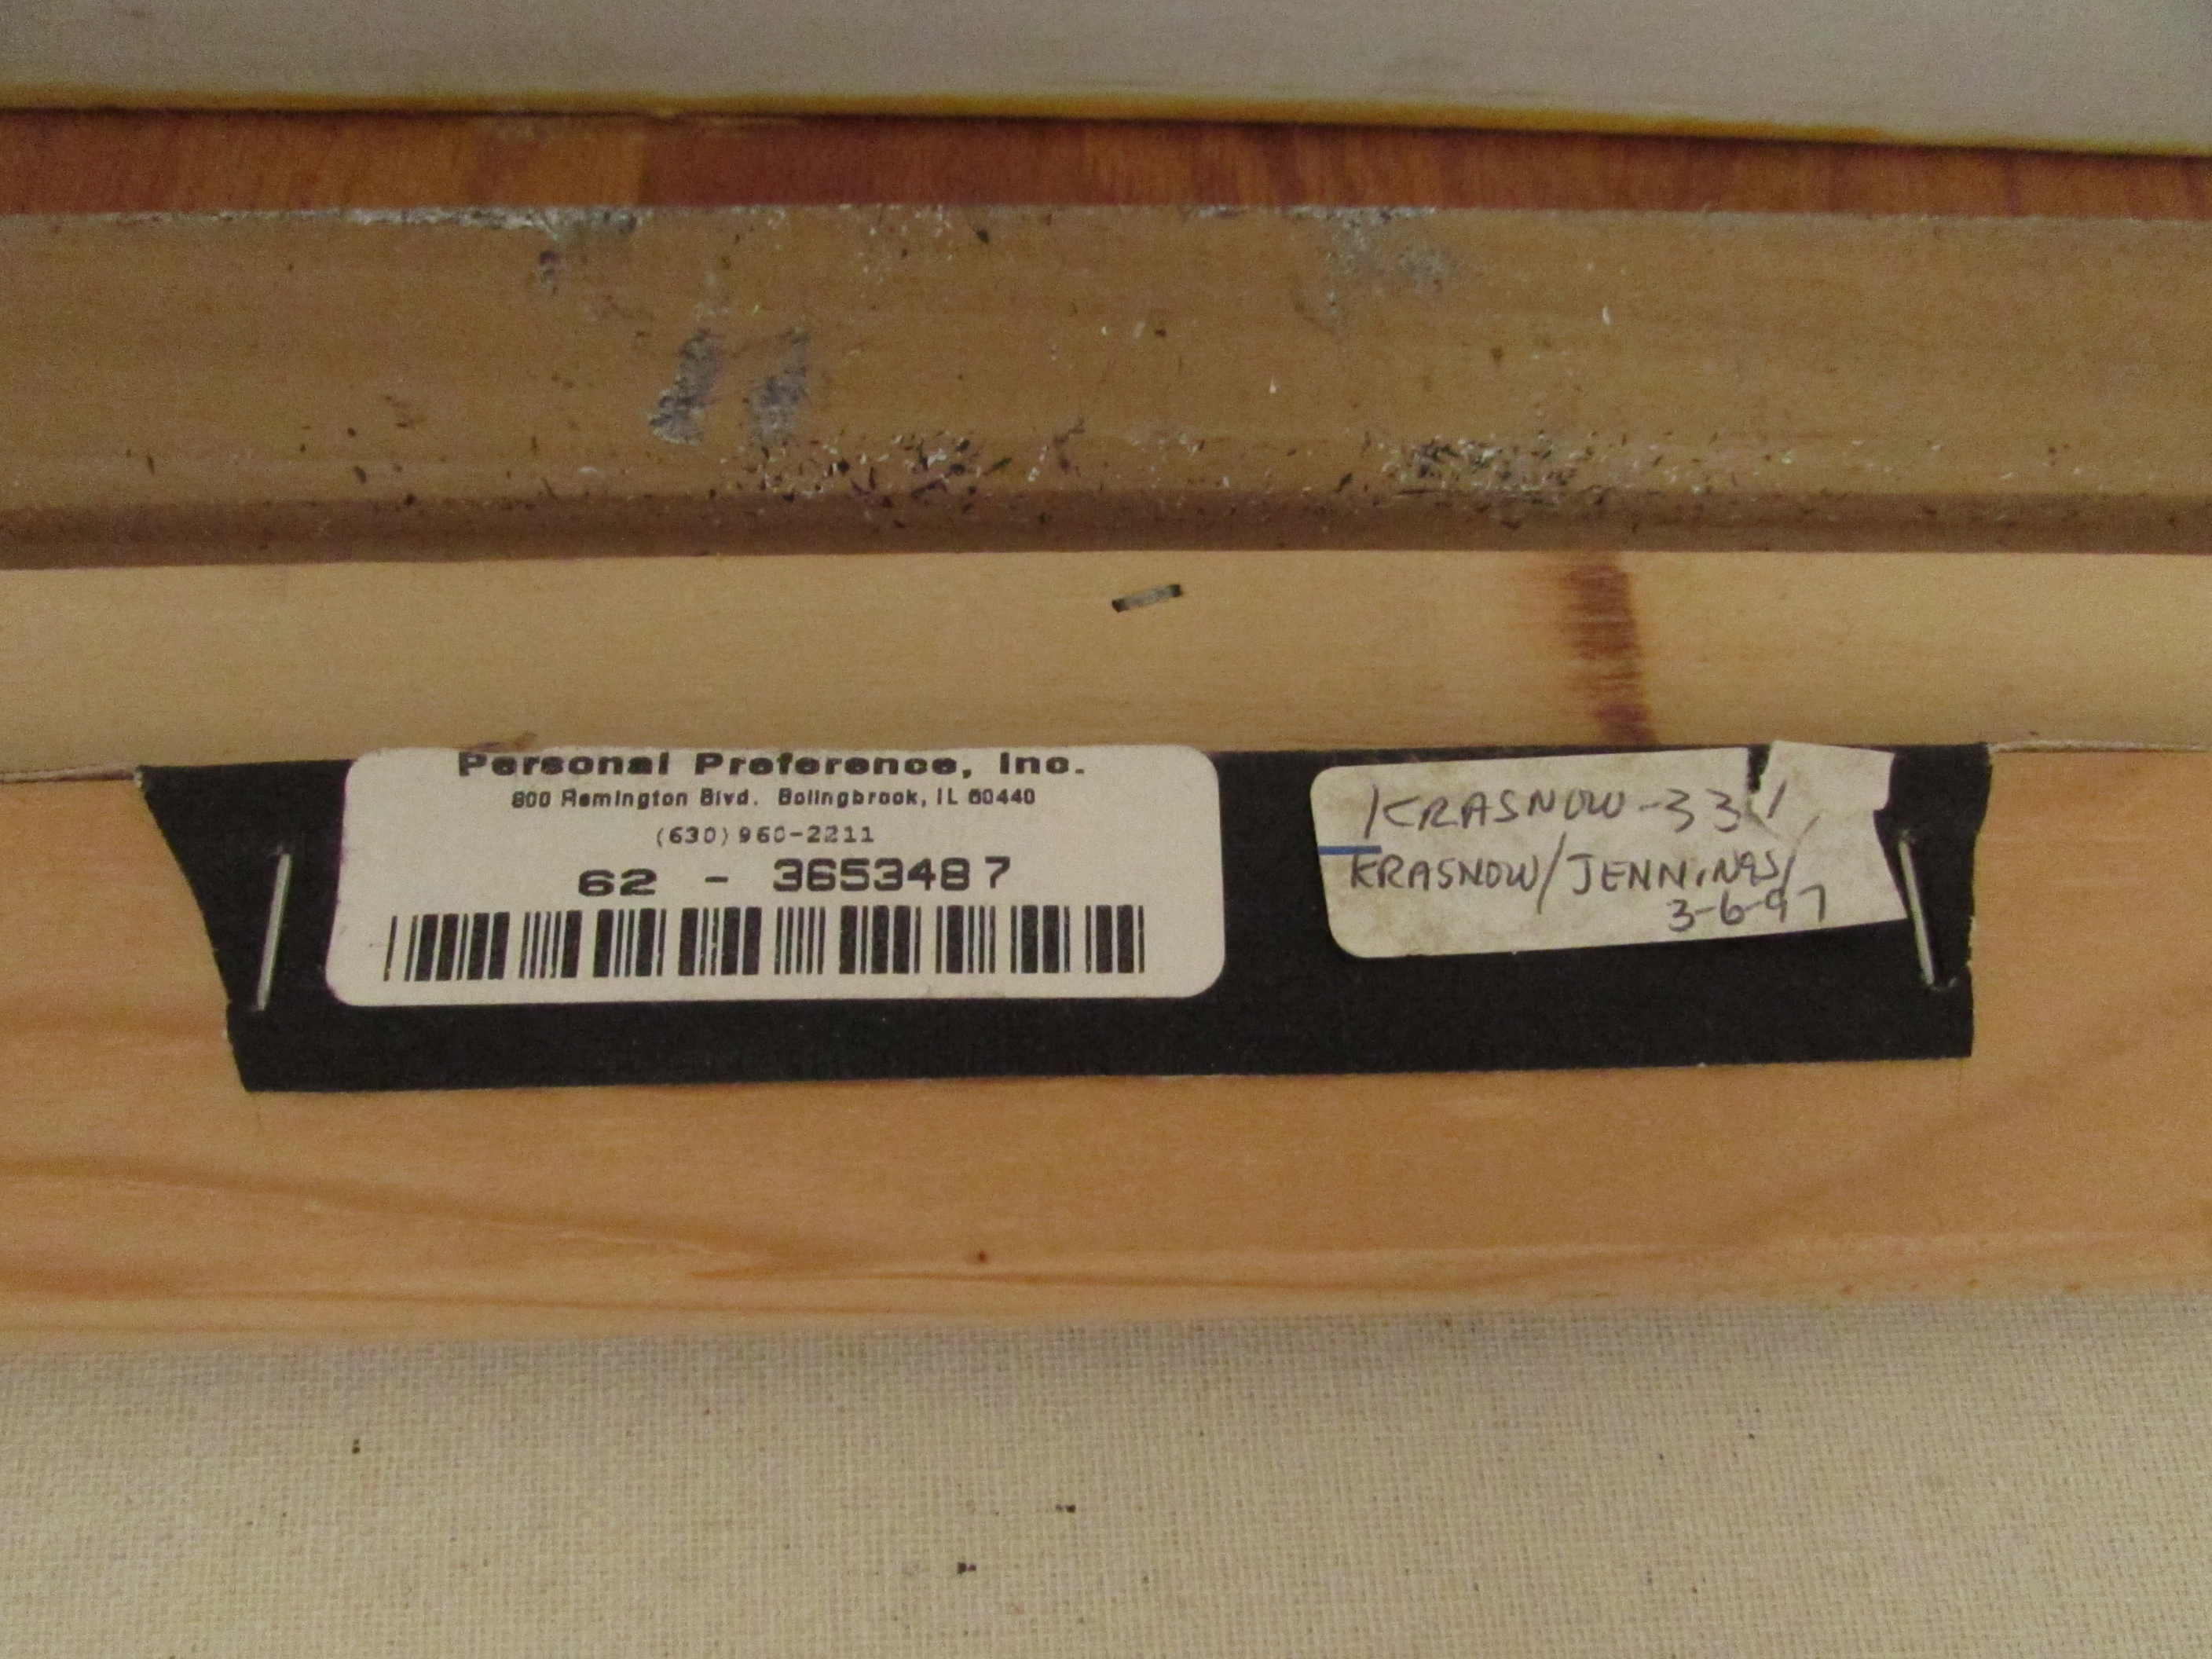 Personal Preference, Inc.
800 Remington Blvd. Bolingbrook, IL 60440
(630) 960-2211
62 - 3653487
KRASNOW-331
KRASNOW/JENNINGS/
3-6-97